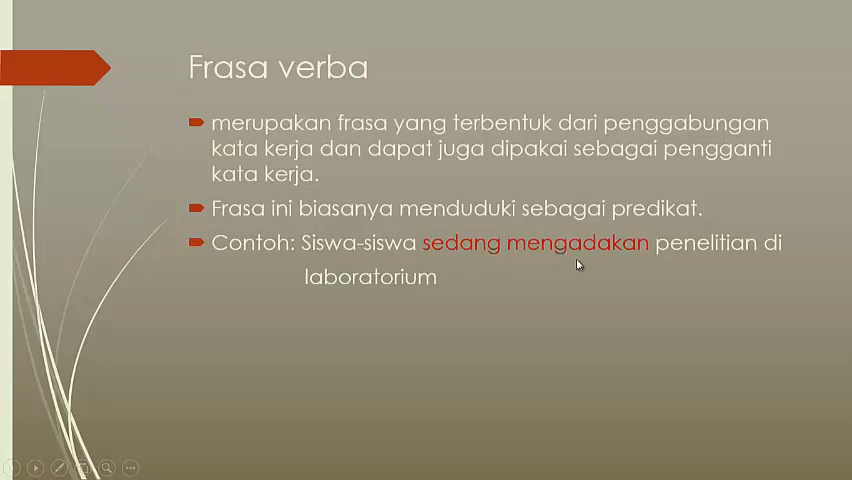 Frasa verba
merupakan frasa yang terbentuk dari penggabungan
kata kerja dan dapat juga dipakai sebagai pengganti
kata kerja.
Frasa ini biasanya menduduki sebagai predikat.
Contoh: Siswa-siswa sedang mengadakan penelitian di
laboratorium